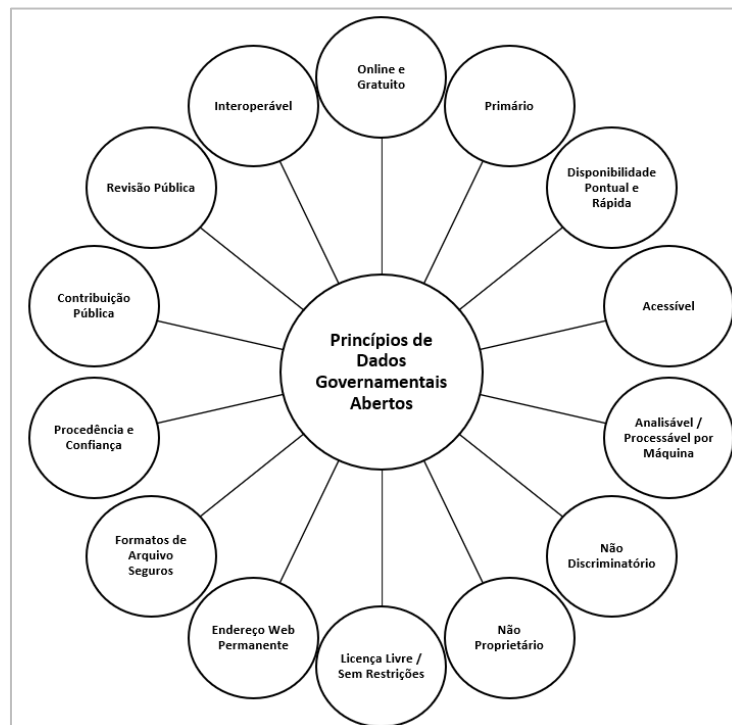 Online e
Gratuito
Primário
Disponibilidade
Pontual e
Rápida
Acessível
Analisável /
Processável por
Máquina
Não
Discriminatório
Não
Proprietário
Licença Livre /
Sem Restrições
Endereço Web
Permanente
Formatos de
Arquivo
Seguros
Procedência e
Confiança
Contribuição
Pública
Revisão Pública
Interoperável
Princípios de
Dados
Governamentais
Abertos